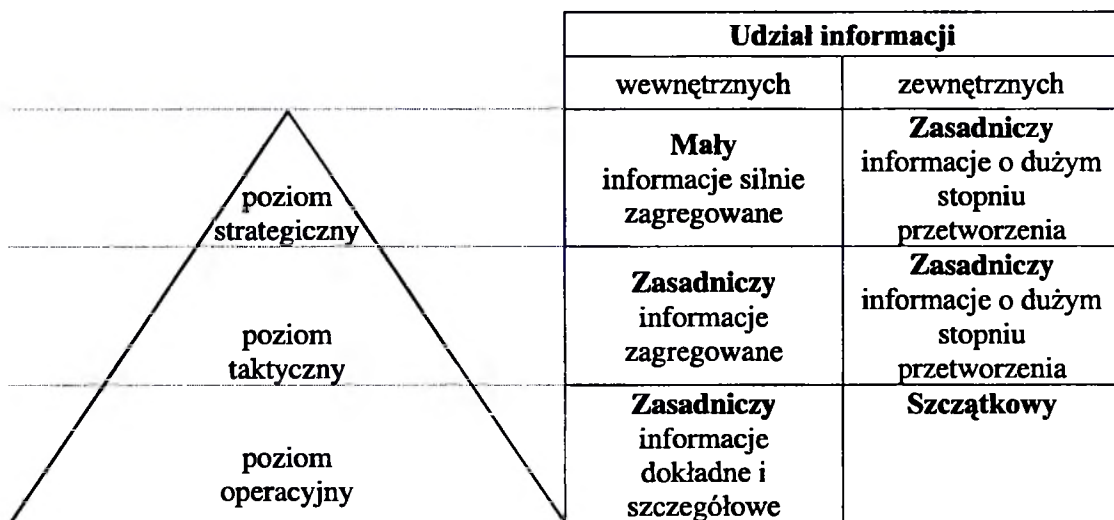 Udział informacji
wewnętrznych
zewnętrznych
poziom
strategiczny
Mały
informacje silnie
zagregowane
Zasadniczy
informacje o dużym
stopniu
przetworzenia
poziom
taktyczny
Zasadniczy
informacje
zagregowane
Zasadniczy
informacje o dużym
stopniu
przetworzenia
poziom
operacyjny
Zasadniczy
informacje
dokładne i
szczegółowe
Szczątkowy